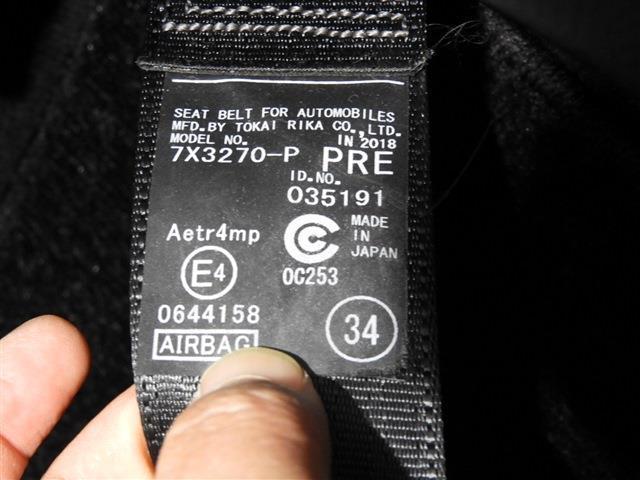 SEAT BELT FOR AUTOMOBILES
MFD.BY TOKAI RIKA CO.,LTD.
MODEL NO. IN 2018
7X3270-P PRE
ID.NO.
035191
Aetr4mp
MADE
IN
JAPAN
E4
0C253
0644158
34
AIRBAG